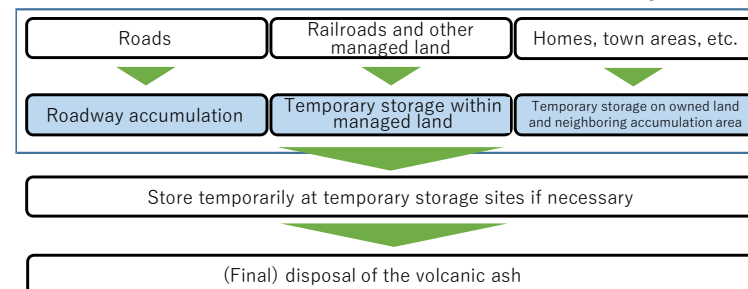 Roads
Railroads and other
managed land
Homes, town areas, etc.
Roadway accumulation
Temporary storage within
managed land
Temporary storage on owned land
and neighboring accumulation area
Store temporarily at temporary storage sites if necessary
(Final) disposal of the volcanic ash